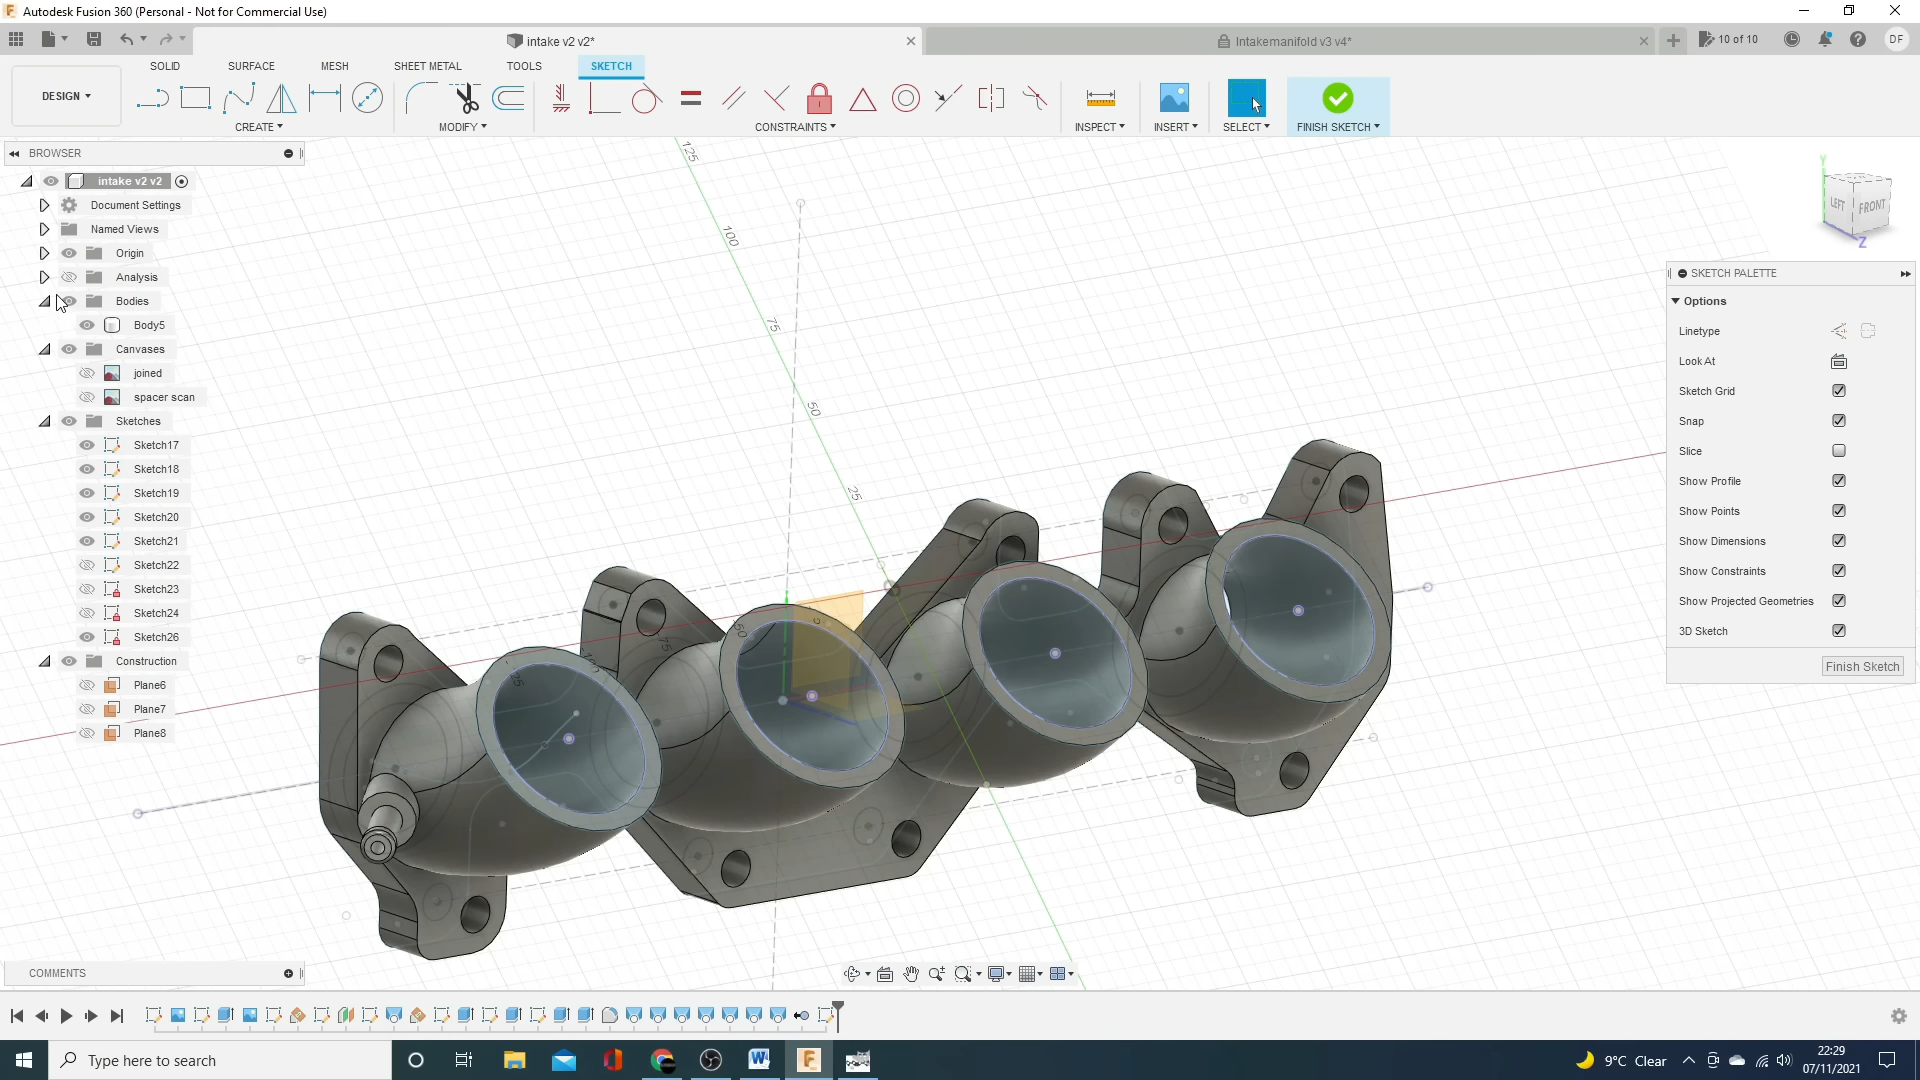 Autodesk Fusion 360 (Personal - Not for Commercial Use)
intake v2 v2*
Intakemanifold v3 v4*
10 of 10
DF
DESIGN
SOLID
SURFACE
MESH
SHEET METAL
TOOLS
SKETCH
CREATE
MODIFY
CONSTRAINTS
INSPECT
INSERT
SELECT
FINISH SKETCH
BROWSER
intake v2 v2
Document Settings
Named Views
Origin
Analysis
Bodies
Body5
Canvases
joined
spacer scan
Sketches
Sketch17
Sketch18
Sketch19
Sketch20
Sketch21
Sketch22
Sketch23
Sketch24
Sketch26
Construction
Plane6
Plane7
Plane8
125
100
75
50
25
50
75
100
125
Y
LEFT
FRONT
Z
SKETCH PALETTE
Options
Linetype
Look At
Sketch Grid
Snap
Slice
Show Profile
Show Points
Show Dimensions
Show Constraints
Show Projected Geometries
3D Sketch
Finish Sketch
COMMENTS
Type here to search
9°C Clear
22:29
07/11/2021